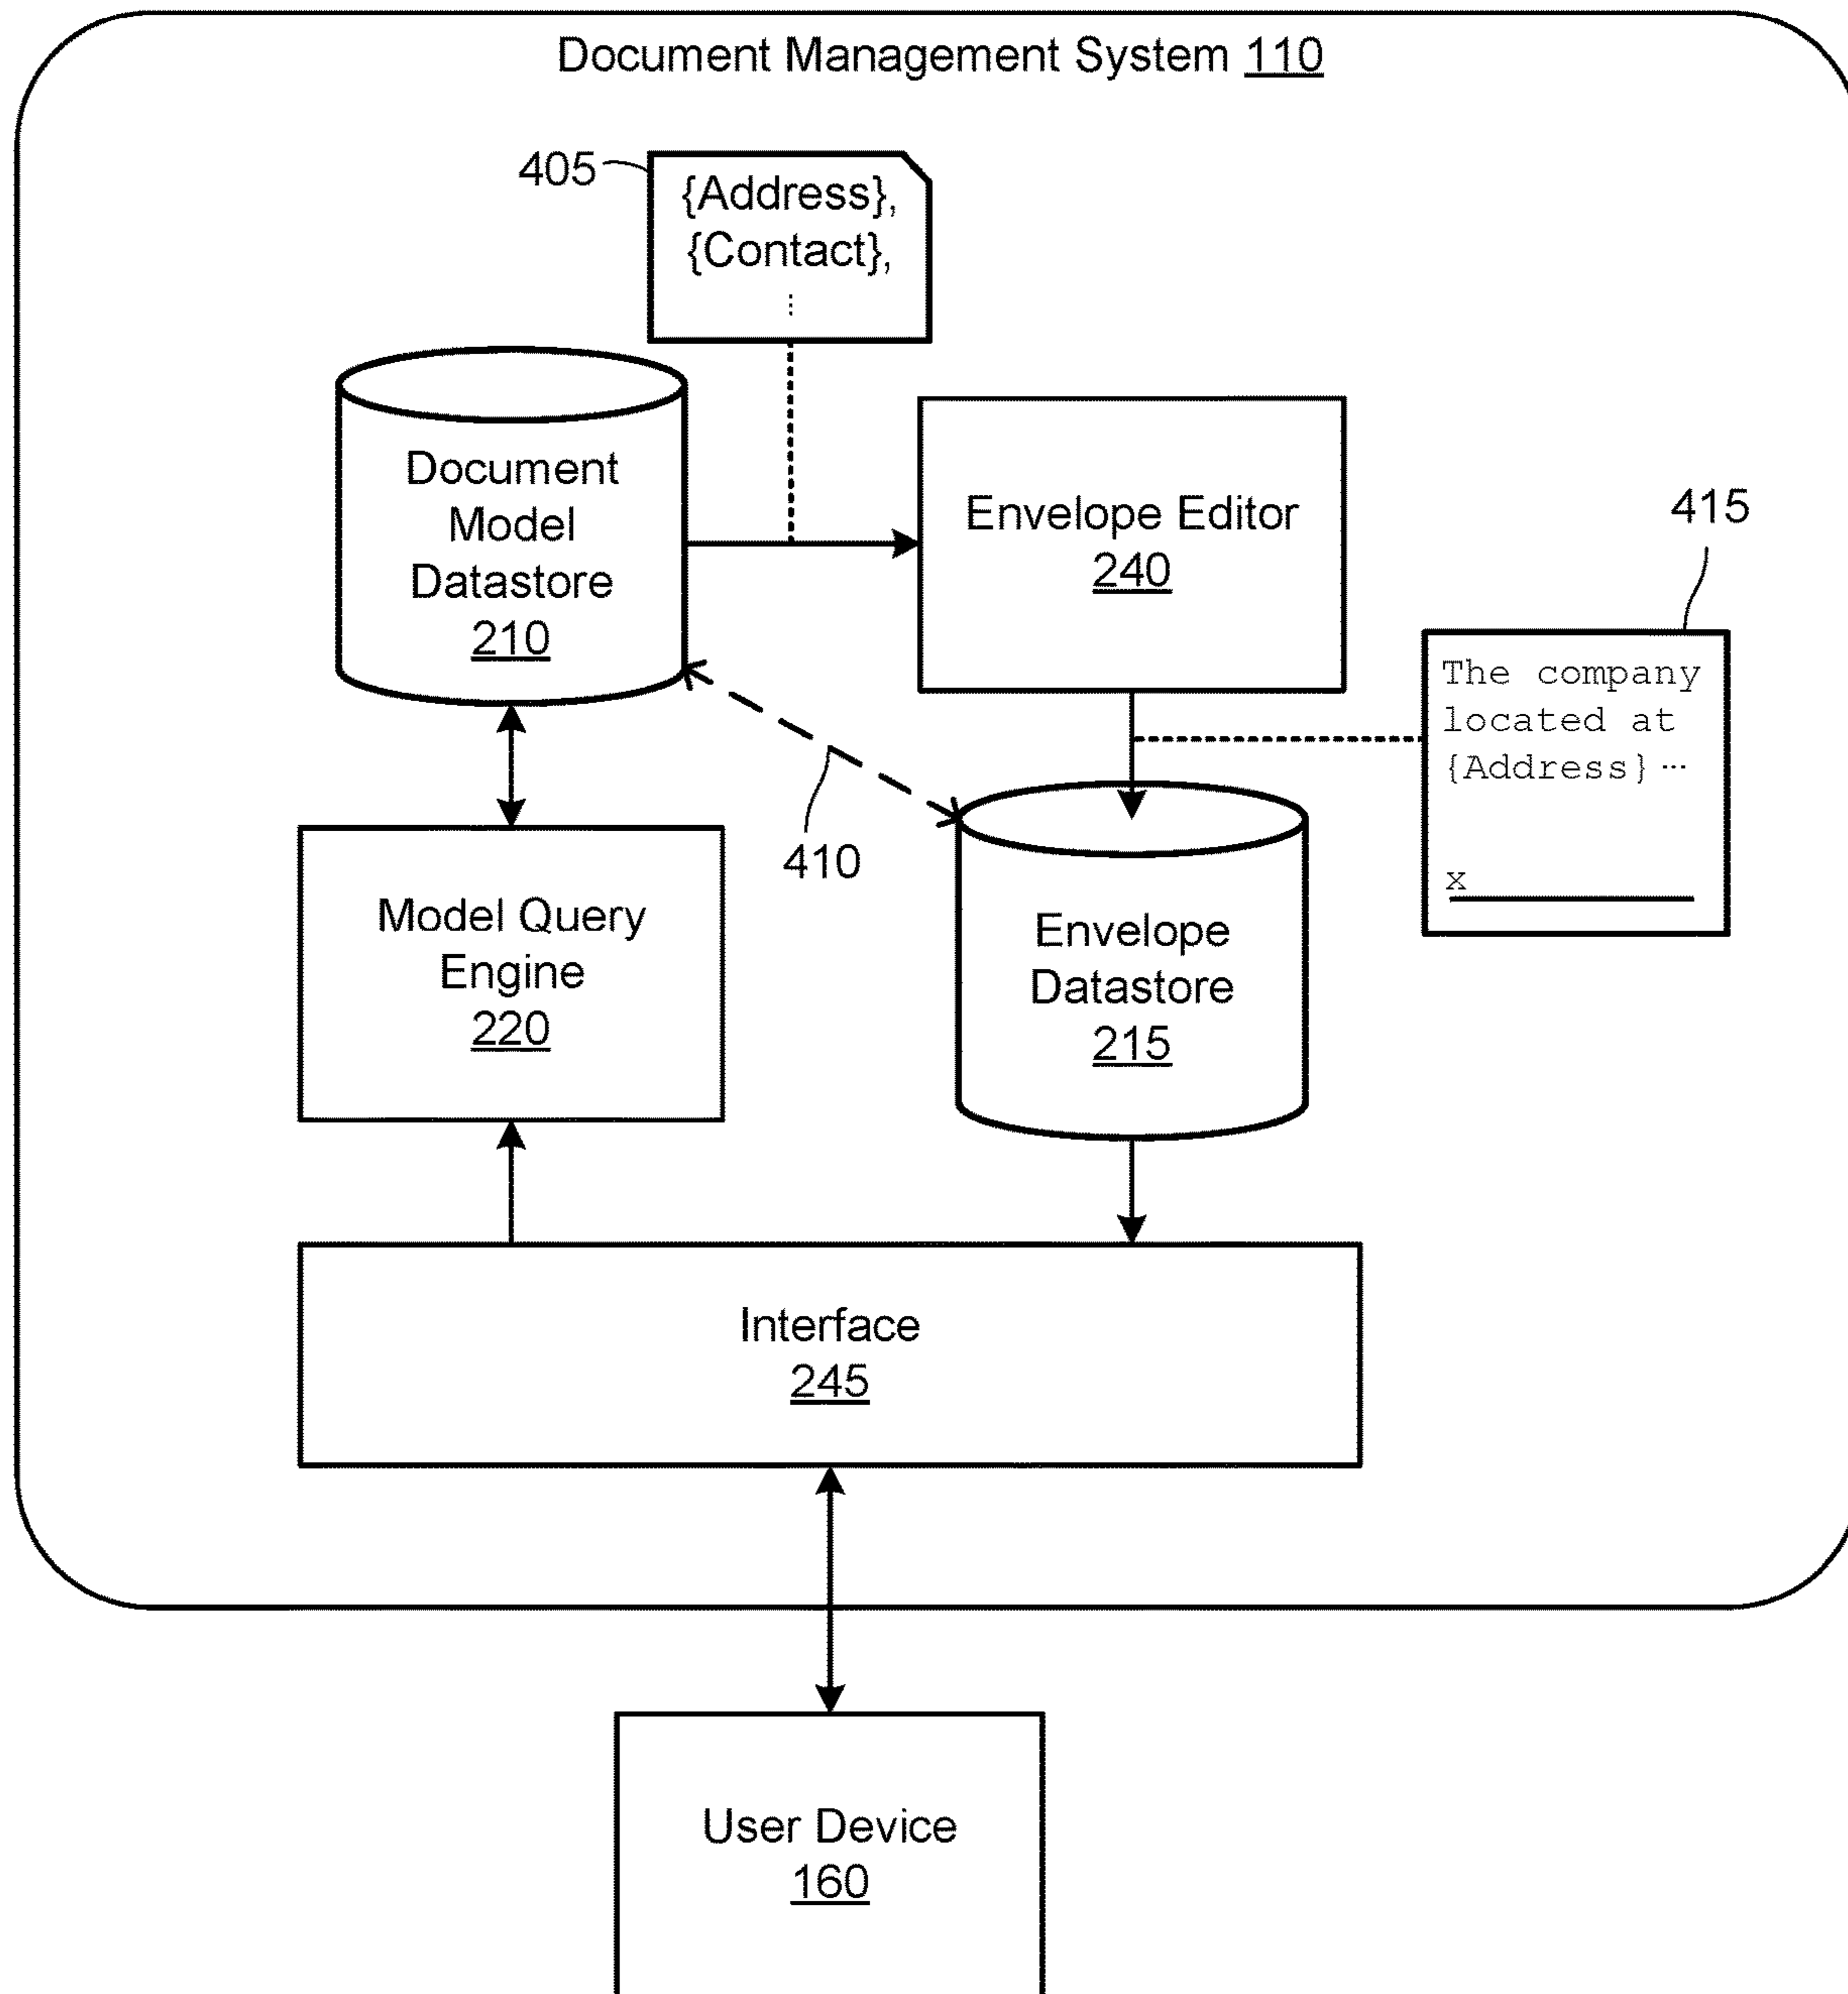 Document Management System 110
405
{Address},
{Contact},
⋮
Document
Model
Datastore
210
Envelope Editor
240
415
The company
located at
{Address} ...
x
410
Model Query
Engine
220
Envelope
Datastore
215
Interface
245
User Device
160